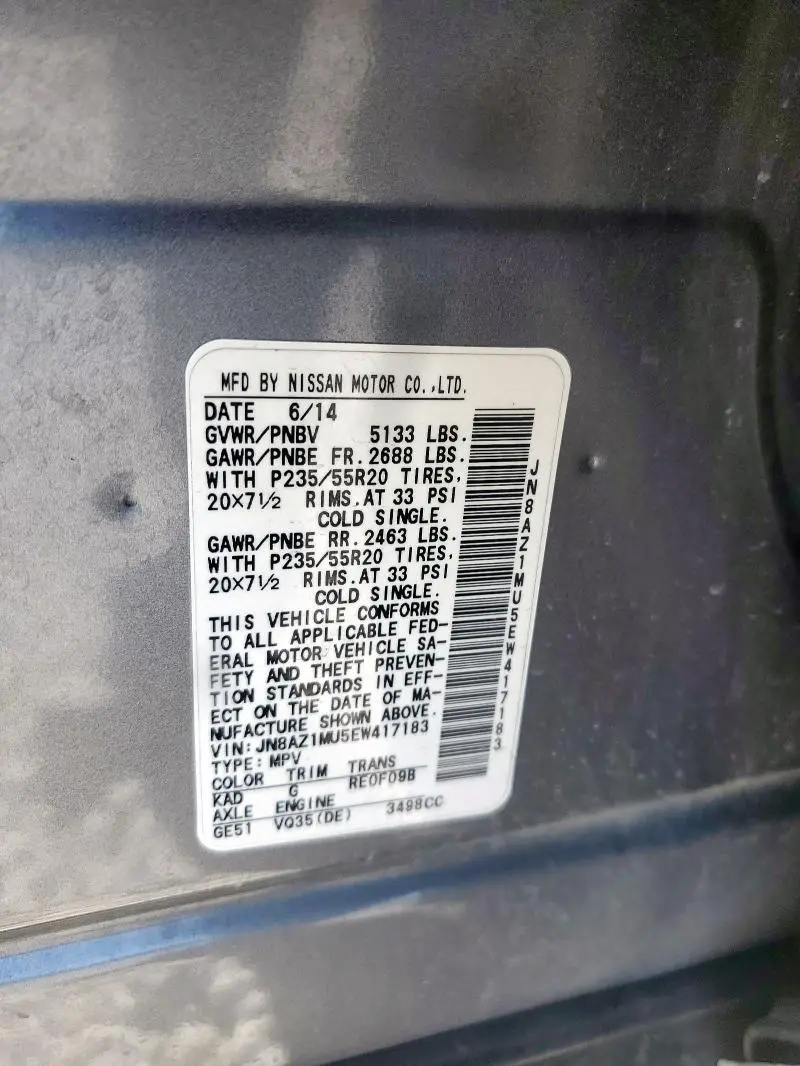 MFD BY NISSAN MOTOR CO.,LTD.
DATE 6/14
GVWR/PNBV 5133 LBS.
GAWR/PNBE FR. 2688 LBS.
WITH P235/55R20 TIRES,
20X7½ RIMS. AT 33 PSI
COLD SINGLE.
GAWR/PNBE RR. 2463 LBS.
WITH P235/55R20 TIRES,
20X7½ RIMS. AT 33 PSI
COLD SINGLE.
THIS VEHICLE CONFORMS
TO ALL APPLICABLE FED-
ERAL MOTOR VEHICLE SA-
FETY AND THEFT PREVEN-
TION STANDARDS IN EFF-
ECT ON THE DATE OF MA-
NUFACTURE SHOWN ABOVE.
VIN: JN8AZ1MU5EW417183
TYPE: MPV
COLOR TRIM TRANS
KAD G RE0F09B
AXLE ENGINE
GE51 VQ35(DE) 3498CC
JN8AZ1MU5EW417183